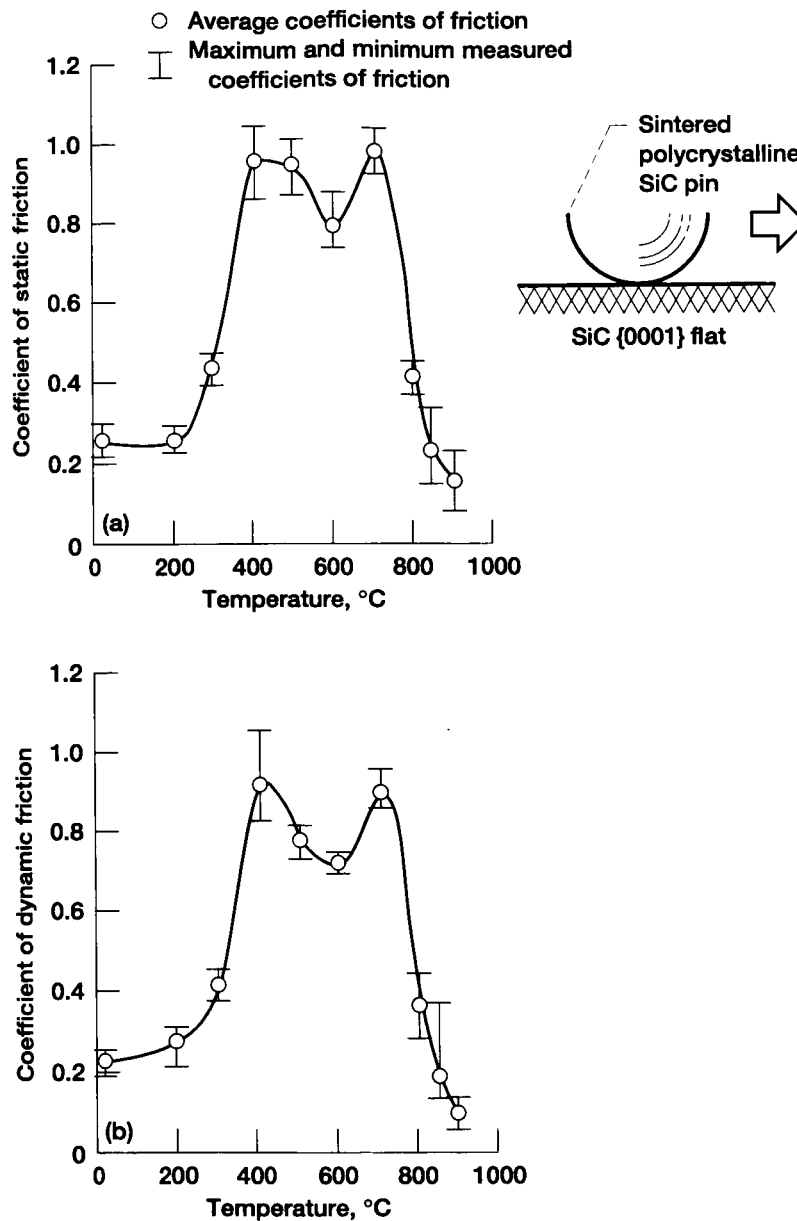 Average coefficients of friction
Maximum and minimum measured
coefficients of friction
1.2
1.0
0.8
0.6
0.4
0.2
0
Coefficient of static friction
(a)
0 200 400 600 800 1000
Temperature, °C
Sintered
polycrystalline
SiC pin
SiC {0001} flat
1.2
1.0
0.8
0.6
0.4
0.2
0
Coefficient of dynamic friction
(b)
0 200 400 600 800 1000
Temperature, °C